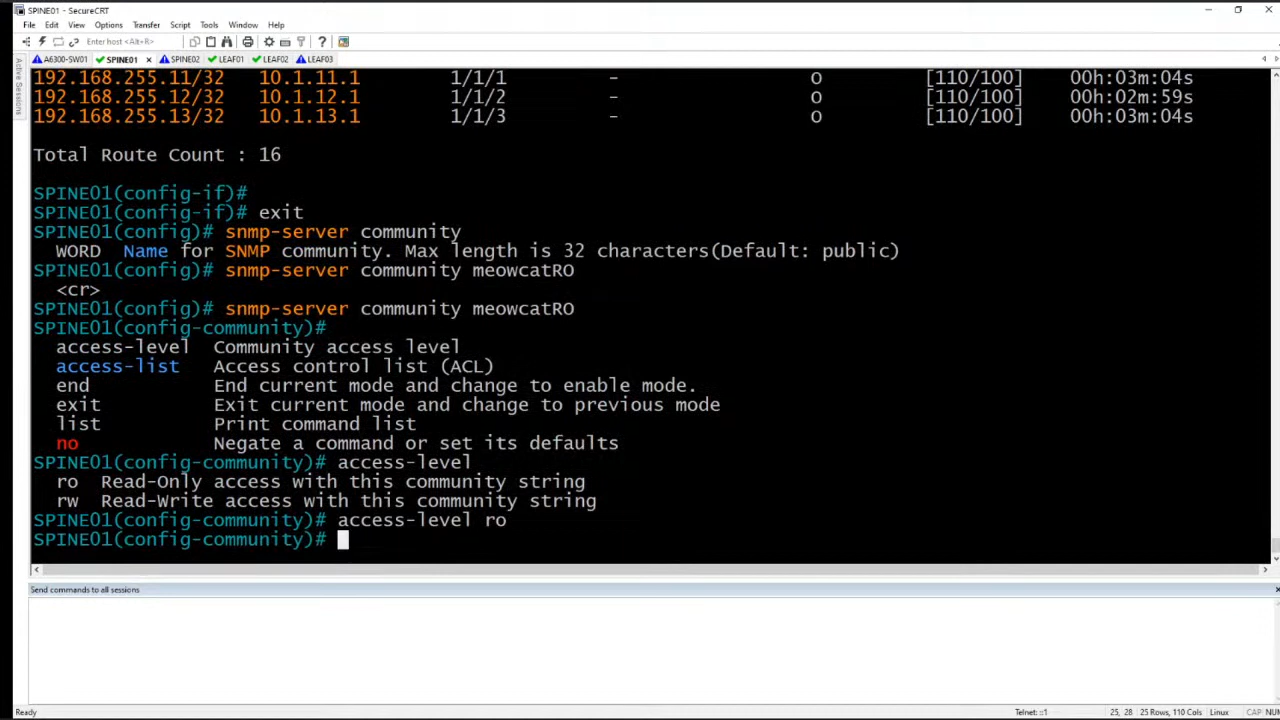 SPINE01 - SecureCRT
File Edit View Options Transfer Script Tools Window Help
Enter host <Alt+R>
A6300-SW01 SPINE01 SPINE02 LEAF01 LEAF02 LEAF03
Active Sessions
192.168.255.11/32 10.1.11.1 1/1/1 - O [110/100] 00h:03m:04s
192.168.255.12/32 10.1.12.1 1/1/2 - O [110/100] 00h:02m:59s
192.168.255.13/32 10.1.13.1 1/1/3 - O [110/100] 00h:03m:04s
Total Route Count : 16
SPINE01(config-if)#
SPINE01(config-if)# exit
SPINE01(config)# snmp-server community
WORD Name for SNMP community. Max length is 32 characters(Default: public)
SPINE01(config)# snmp-server community meowcatRO
<cr>
SPINE01(config)# snmp-server community meowcatRO
SPINE01(config-community)#
access-level Community access level
access-list Access control list (ACL)
end End current mode and change to enable mode.
exit Exit current mode and change to previous mode
list Print command list
no Negate a command or set its defaults
SPINE01(config-community)# access-level
ro Read-Only access with this community string
rw Read-Write access with this community string
SPINE01(config-community)# access-level ro
SPINE01(config-community)#
Send commands to all sessions
Ready Telnet: ::1 25, 28 25 Rows, 110 Cols Linux CAP NUM